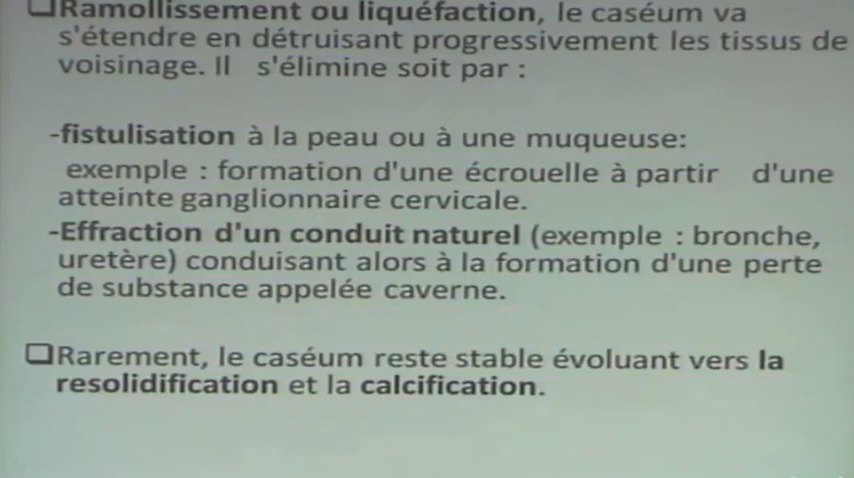 ❑Ramollissement ou liquéfaction, le caséum va
s'étendre en détruisant progressivement les tissus de
voisinage. Il s'élimine soit par :
-fistulisation à la peau ou à une muqueuse:
exemple : formation d'une écrouelle à partir d'une
atteinte ganglionnaire cervicale.
-Effraction d'un conduit naturel (exemple : bronche,
uretère) conduisant alors à la formation d'une perte
de substance appelée caverne.
❑Rarement, le caséum reste stable évoluant vers la
resolidification et la calcification.